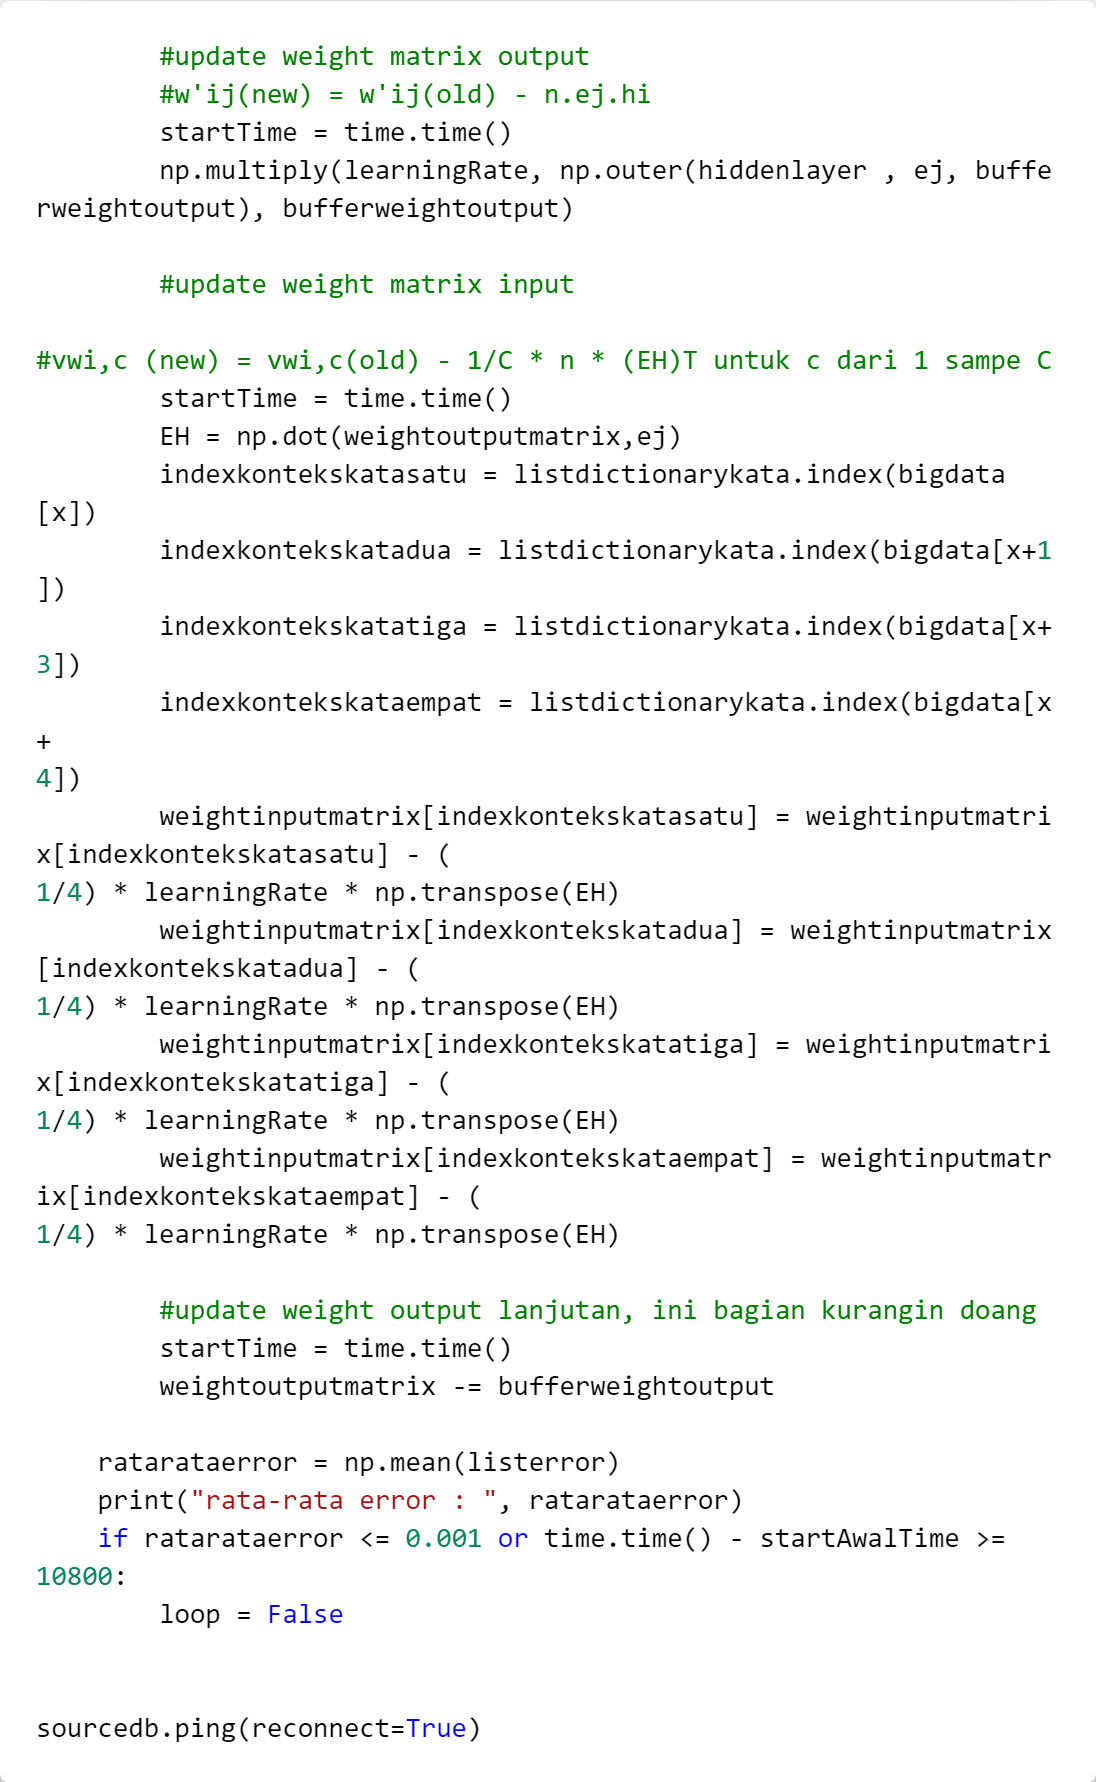 #update weight matrix output
#w'ij(new) = w'ij(old) - n.ej.hi
startTime = time.time()
np.multiply(learningRate, np.outer(hiddenlayer , ej, buffe
rweightoutput), bufferweightoutput)
#update weight matrix input
#vwi,c (new) = vwi,c(old) - 1/C * n * (EH)T untuk c dari 1 sampe C
startTime = time.time()
EH = np.dot(weightoutputmatrix,ej)
indexkontekskatasatu = listdictionarykata.index(bigdata
[x])
indexkontekskatadua = listdictionarykata.index(bigdata[x+1
])
indexkontekskatatiga = listdictionarykata.index(bigdata[x+
3])
indexkontekskataempat = listdictionarykata.index(bigdata[x
+
4])
weightinputmatrix[indexkontekskatasatu] = weightinputmatri
x[indexkontekskatasatu] - (
1/4) * learningRate * np.transpose(EH)
weightinputmatrix[indexkontekskatadua] = weightinputmatrix
[indexkontekskatadua] - (
1/4) * learningRate * np.transpose(EH)
weightinputmatrix[indexkontekskatatiga] = weightinputmatri
x[indexkontekskatatiga] - (
1/4) * learningRate * np.transpose(EH)
weightinputmatrix[indexkontekskataempat] = weightinputmatr
ix[indexkontekskataempat] - (
1/4) * learningRate * np.transpose(EH)
#update weight output lanjutan, ini bagian kurangin doang
startTime = time.time()
weightoutputmatrix -= bufferweightoutput
ratarataerror = np.mean(listerror)
print("rata-rata error : ", ratarataerror)
if ratarataerror <= 0.001 or time.time() - startAwalTime >=
10800:
loop = False
sourcedb.ping(reconnect=True)